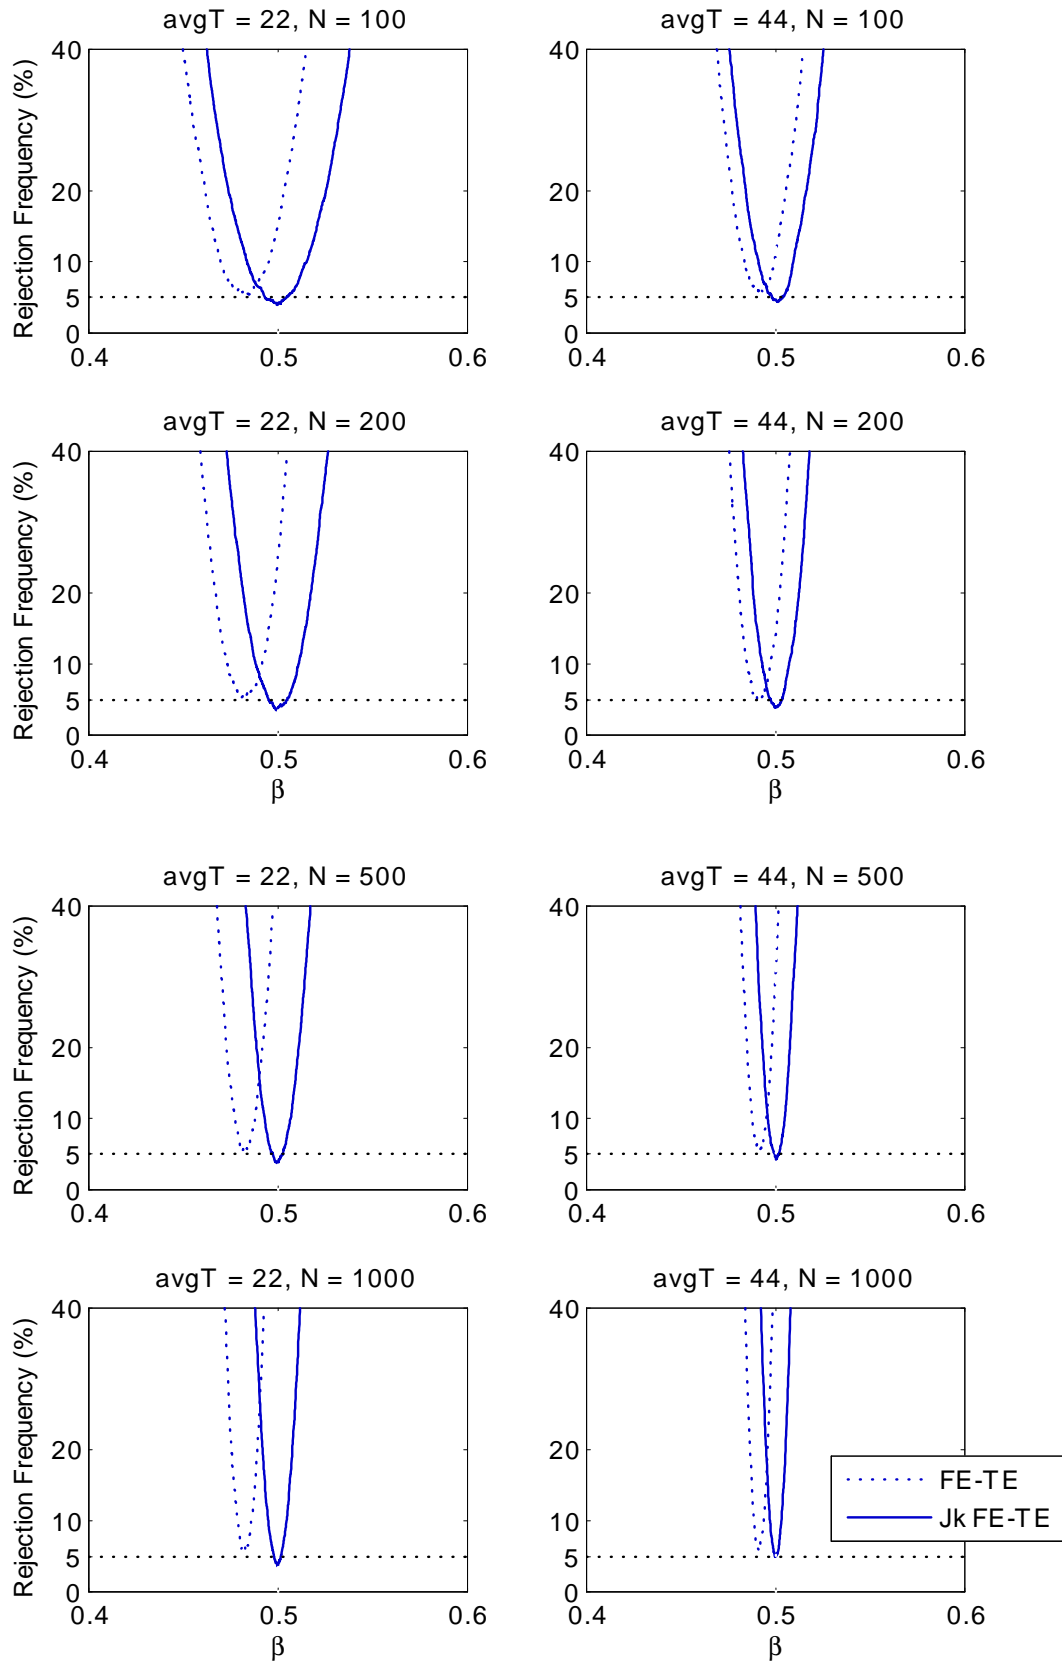 avgT = 22, N = 100
avgT = 44, N = 100
Rejection Frequency (%)
40
20
10
5
0
0.4 0.5 0.6
40
20
10
5
0
0.4 0.5 0.6
avgT = 22, N = 200
avgT = 44, N = 200
Rejection Frequency (%)
40
20
10
5
0
0.4 0.5 0.6
β
40
20
10
5
0
0.4 0.5 0.6
β
avgT = 22, N = 500
avgT = 44, N = 500
Rejection Frequency (%)
40
20
10
5
0
0.4 0.5 0.6
40
20
10
5
0
0.4 0.5 0.6
avgT = 22, N = 1000
avgT = 44, N = 1000
Rejection Frequency (%)
40
20
10
5
0
0.4 0.5 0.6
β
40
20
10
5
0
0.4 0.5 0.6
β
FE-TE
Jk FE-TE